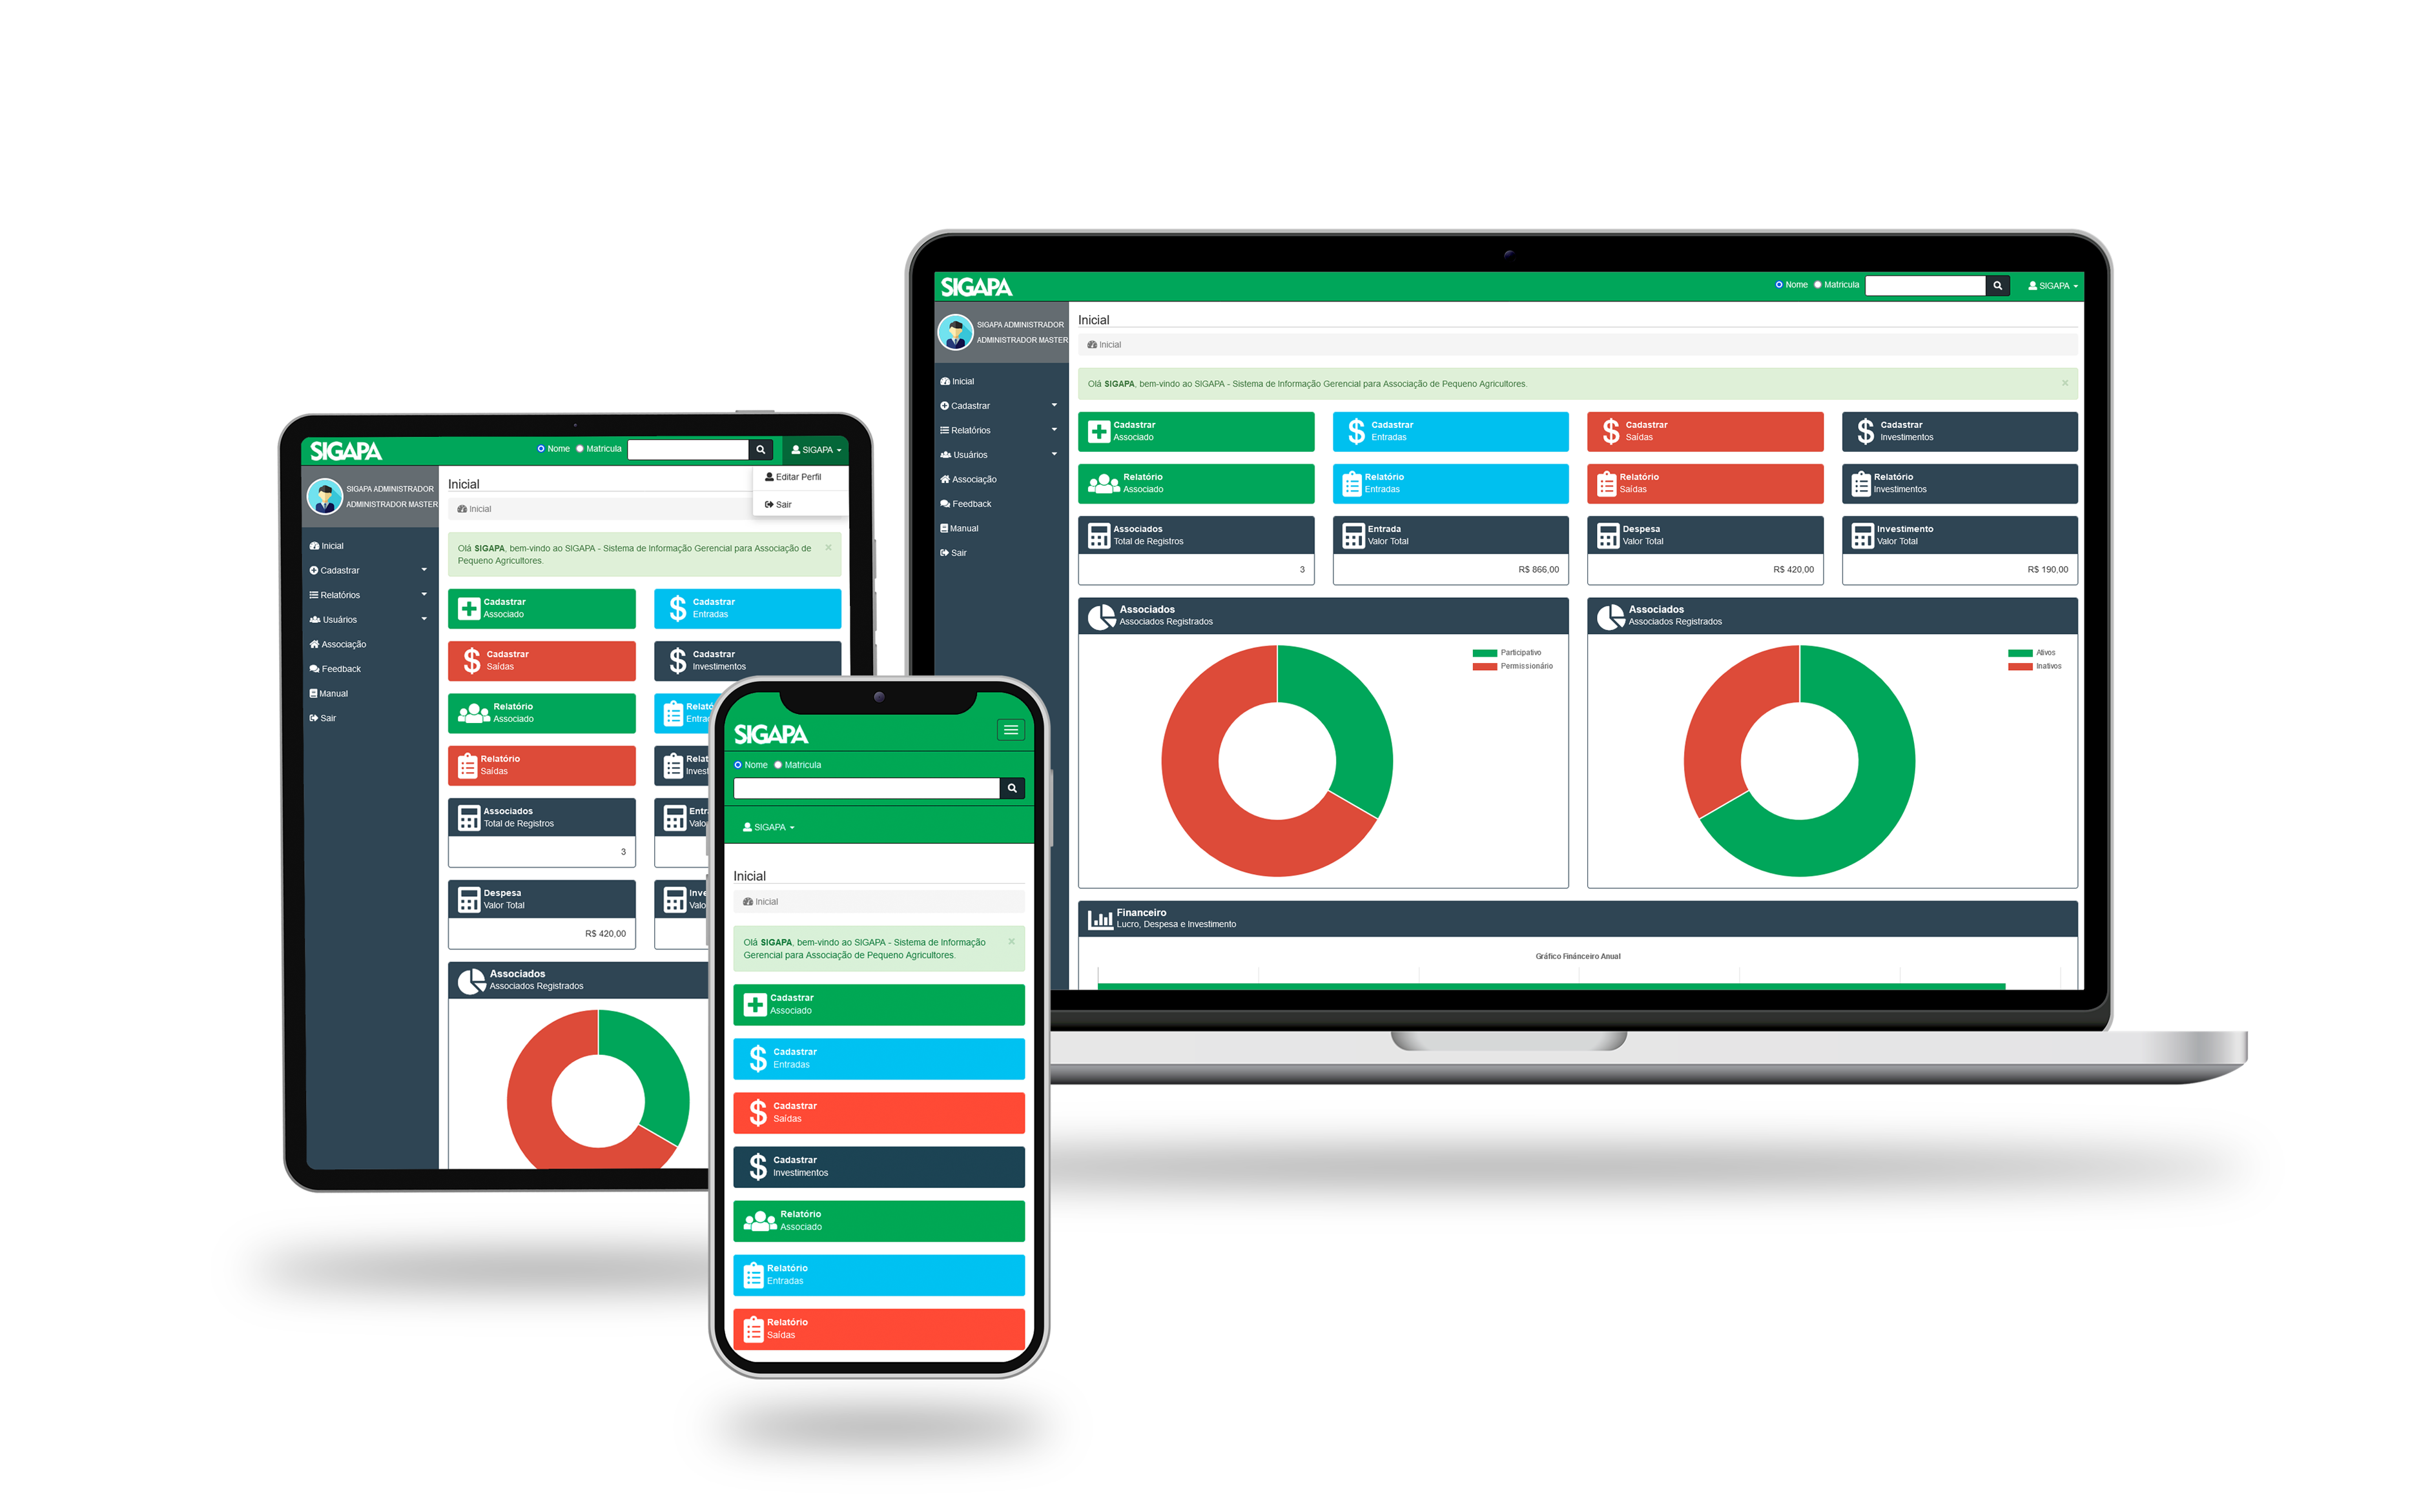 SIGAPA
Nome Matricula
SIGAPA
SIGAPA ADMINISTRADOR
ADMINISTRADOR MASTER
Inicial
Cadastrar
Relatórios
Usuários
Associação
Feedback
Manual
Sair
Inicial
Inicial
Olá SIGAPA, bem-vindo ao SIGAPA - Sistema de Informação Gerencial para Associação de Pequeno Agricultores.
×
Cadastrar
Associado
Cadastrar
Entradas
Cadastrar
Saídas
Cadastrar
Investimentos
Relatório
Associado
Relatório
Entradas
Relatório
Saídas
Relatório
Investimentos
Associados
Total de Registros
3
Entrada
Valor Total
R$ 866,00
Despesa
Valor Total
R$ 420,00
Investimento
Valor Total
R$ 190,00
Associados
Associados Registrados
Participativo
Permissionário
Associados
Associados Registrados
Ativos
Inativos
Financeiro
Lucro, Despesa e Investimento
Gráfico Finánceiro Anual
SIGAPA
Nome Matricula
SIGAPA
Editar Perfil
Sair
SIGAPA ADMINISTRADOR
ADMINISTRADOR MASTER
Inicial
Cadastrar
Relatórios
Usuários
Associação
Feedback
Manual
Sair
Inicial
Inicial
Olá SIGAPA, bem-vindo ao SIGAPA - Sistema de Informação Gerencial para Associação de
Pequeno Agricultores.
×
Cadastrar
Associado
Cadastrar
Entradas
Cadastrar
Saídas
Cadastrar
Investimentos
Relatório
Associado
Relatório
Saídas
Associados
Total de Registros
3
Despesa
Valor Total
R$ 420,00
Associados
Associados Registrados
SIGAPA
Nome Matricula
SIGAPA
Inicial
Inicial
Olá SIGAPA, bem-vindo ao SIGAPA - Sistema de Informação
Gerencial para Associação de Pequeno Agricultores.
×
Cadastrar
Associado
Cadastrar
Entradas
Cadastrar
Saídas
Cadastrar
Investimentos
Relatório
Associado
Relatório
Entradas
Relatório
Saídas